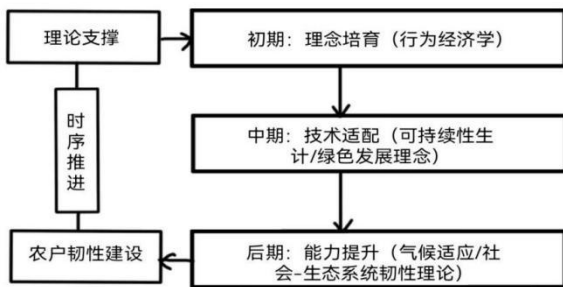 理论支撑
初期：理念培育（行为经济学）
时
序
推
进
中期：技术适配（可持续性生
计/绿色发展理念）
农户韧性建设
后期：能力提升（气候适应/社
会-生态系统韧性理论）